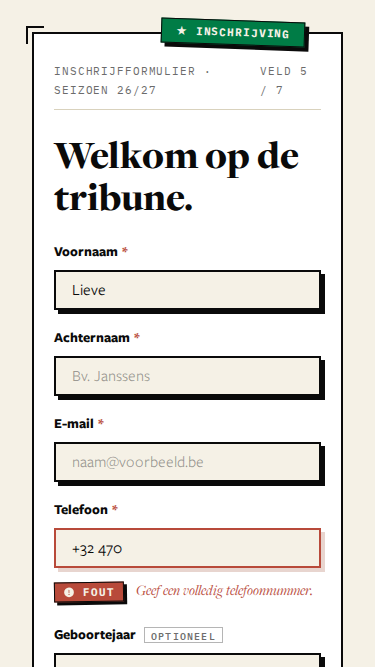 ★ INSCHRIJVING
INSCHRIJFFORMULIER ·
SEIZOEN 26/27
VELD 5
/ 7
Welkom op de
tribune.
Voornaam *
Lieve
Achternaam *
Bv. Janssens
E-mail *
naam@voorbeeld.be
Telefoon *
+32 470
FOUT Geef een volledig telefoonnummer.
Geboortejaar OPTIONEEL